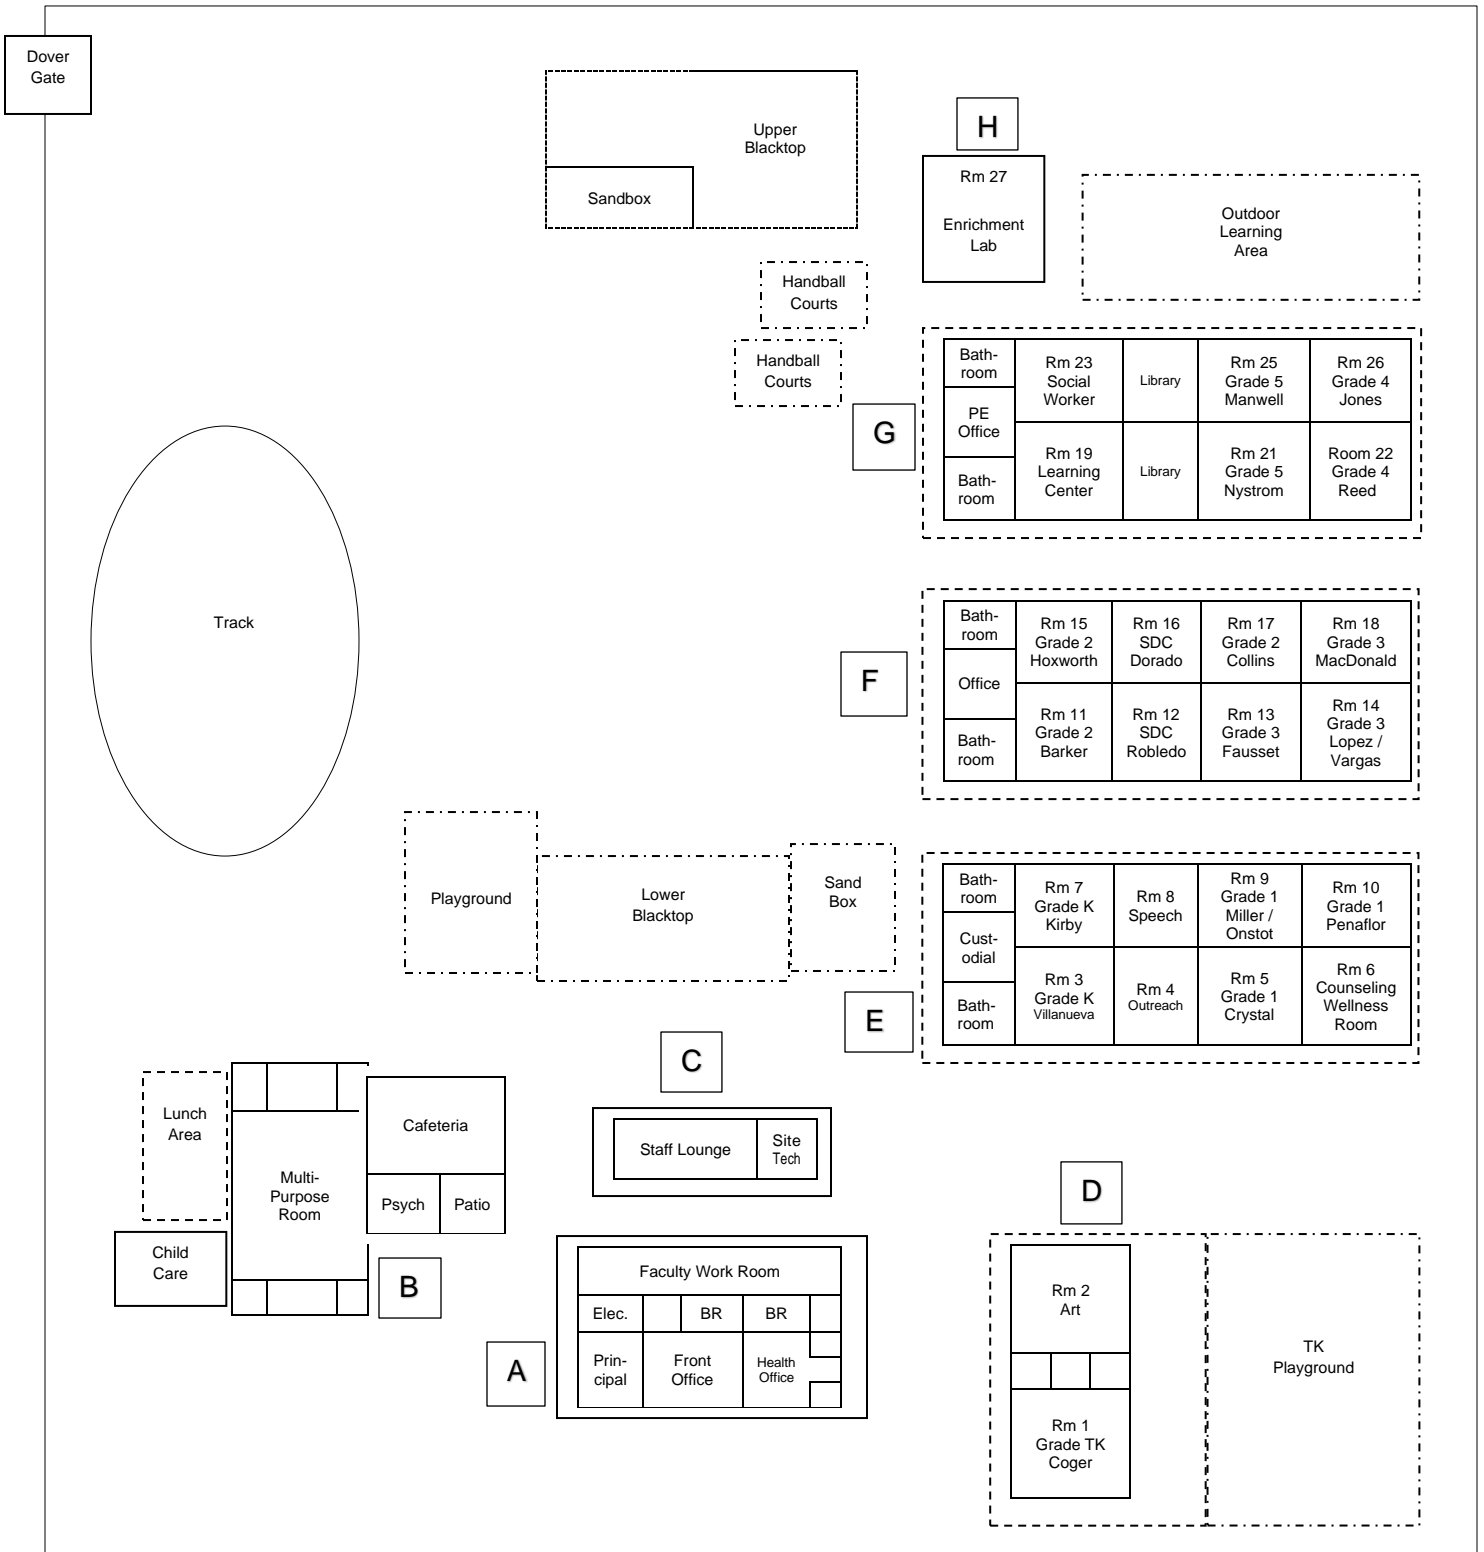 Dover
Gate
Upper
Blacktop
Sandbox
H
Rm 27
Enrichment
Lab
Outdoor
Learning
Area
Handball
Courts
Handball
Courts
G
Bath-
room
PE
Office
Bath-
room
Rm 23
Social
Worker
Library
Rm 25
Grade 5
Manwell
Rm 26
Grade 4
Jones
Rm 19
Learning
Center
Library
Rm 21
Grade 5
Nystrom
Room 22
Grade 4
Reed
Track
F
Bath-
room
Office
Bath-
room
Rm 15
Grade 2
Hoxworth
Rm 16
SDC
Dorado
Rm 17
Grade 2
Collins
Rm 18
Grade 3
MacDonald
Rm 11
Grade 2
Barker
Rm 12
SDC
Robledo
Rm 13
Grade 3
Fausset
Rm 14
Grade 3
Lopez /
Vargas
Playground
Lower
Blacktop
Sand
Box
E
Bath-
room
Cust-
odial
Bath-
room
Rm 7
Grade K
Kirby
Rm 8
Speech
Rm 9
Grade 1
Miller /
Onstot
Rm 10
Grade 1
Penaflor
Rm 3
Grade K
Villanueva
Rm 4
Outreach
Rm 5
Grade 1
Crystal
Rm 6
Counseling
Wellness
Room
C
Staff Lounge
Site
Tech
Lunch
Area
Multi-
Purpose
Room
Cafeteria
Psych
Patio
Child
Care
B
A
Faculty Work Room
Elec.
BR
BR
Prin-
cipal
Front
Office
Health
Office
D
Rm 2
Art
Rm 1
Grade TK
Coger
TK
Playground